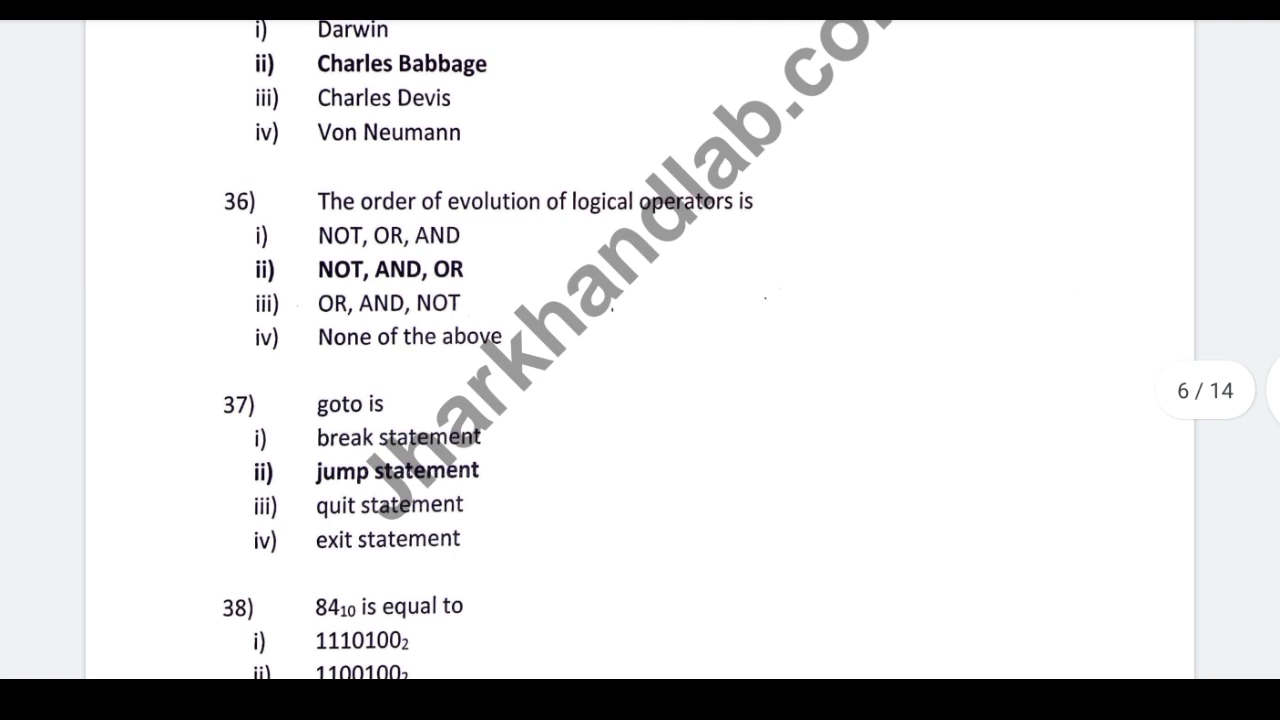 i) Darwin
ii) Charles Babbage
iii) Charles Devis
iv) Von Neumann
36) The order of evolution of logical operators is
i) NOT, OR, AND
ii) NOT, AND, OR
iii) OR, AND, NOT
iv) None of the above
37) goto is
i) break statement
ii) jump statement
iii) quit statement
iv) exit statement
38) 84₁₀ is equal to
i) 1110100₂
ii) 1100100₂
Jharkhandlab.co
6 / 14